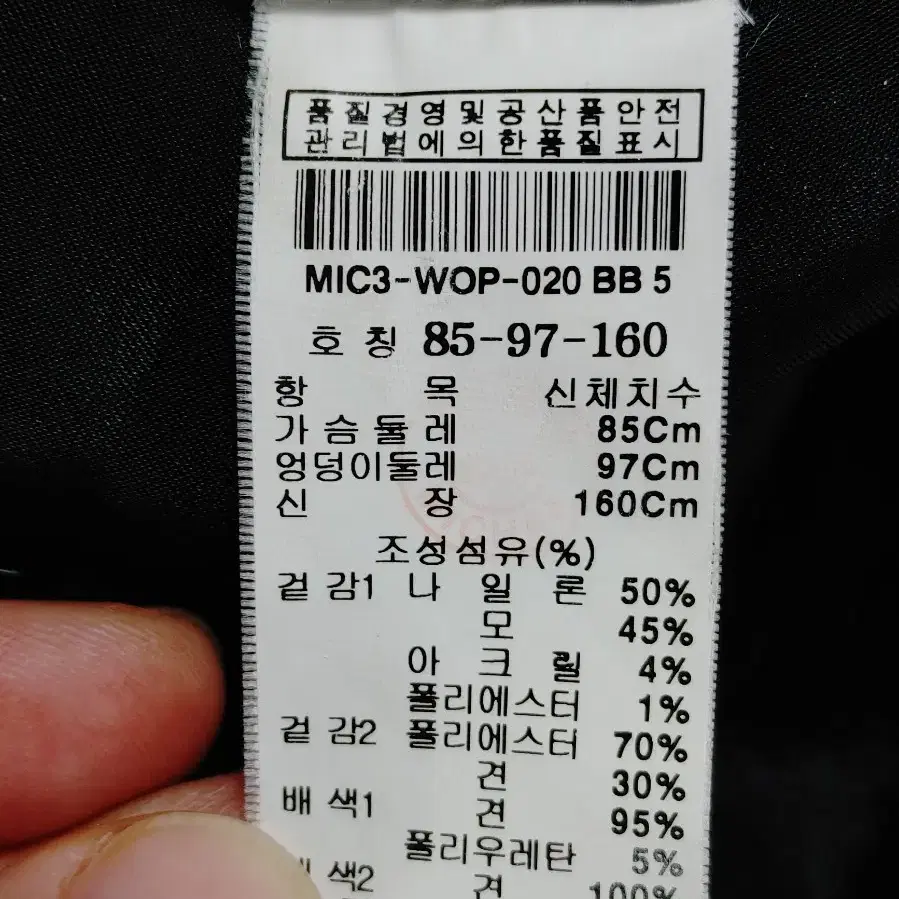 품질경영및공산품안전
관리법에의한품질표시
MIC3-WOP-020 BB 5
호칭 85-97-160
항목 신체치수
가슴둘레 85Cm
엉덩이둘레 97Cm
신장 160Cm
조성섬유(%)
겉감1 나일론 50%
모 45%
아크릴 4%
폴리에스터 1%
겉감2 폴리에스터 70%
견 30%
배색1 견 95%
폴리우레탄 5%
색2 견 100%